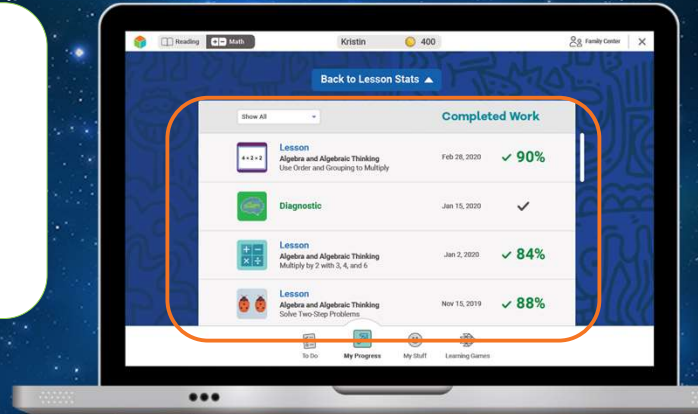 Reading Math Kristin 400 Family Center
Back to Lesson Stats
Show All Completed Work
Lesson
Algebra and Algebraic Thinking Feb 28, 2020 90%
Use Order and Grouping to Multiply
4 × 2 × 2
Diagnostic Jan 15, 2020
Lesson
Algebra and Algebraic Thinking Jan 2, 2020 84%
Multiply by 2 with 3, 4, and 6
Lesson
Algebra and Algebraic Thinking Nov 15, 2019 88%
Solve Two-Step Problems
To Do My Progress My Stuff Learning Games